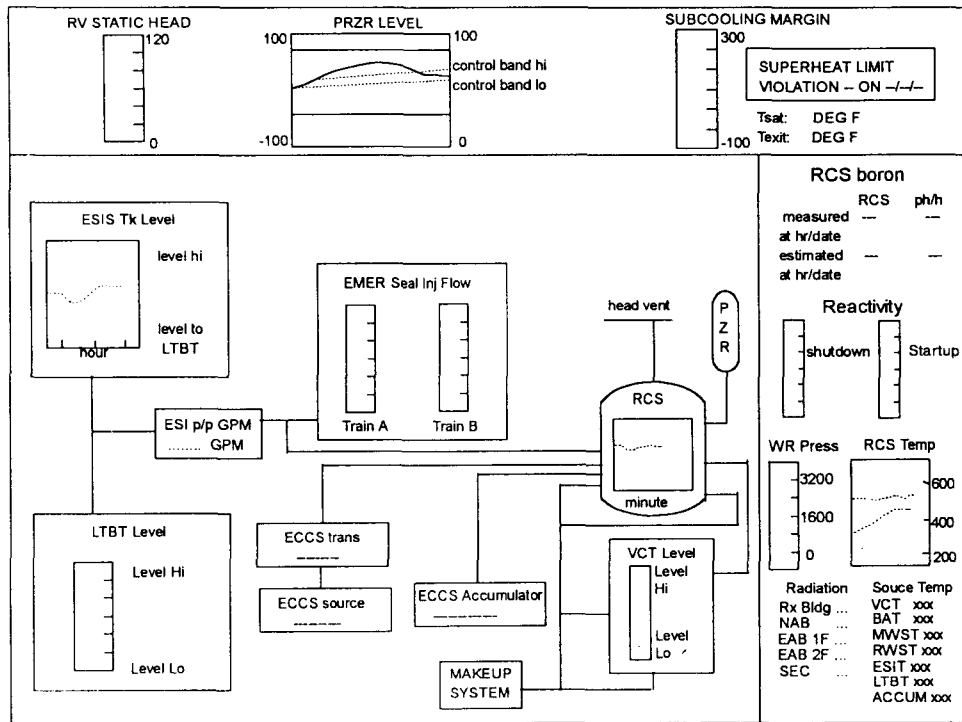 RV STATIC HEAD
120
0
PRZR LEVEL
100
100
control band hi
control band lo
-100
0
SUBCOOLING MARGIN
300
-100
SUPERHEAT LIMIT
VIOLATION -- ON --/--/--
Tsat: DEG F
Texit: DEG F
ESIS Tk Level
level hi
level to
LTBT
hour
EMER Seal Inj Flow
Train A
Train B
ESI p/p GPM
....... GPM
head vent
PZR
RCS
minute
LTBT Level
Level Hi
Level Lo
ECCS trans
-----
ECCS source
-----
ECCS Accumulator
-----
VCT Level
Level
Hi
Level
Lo
MAKEUP
SYSTEM
RCS boron
RCS ph/h
measured --- ---
at hr/date
estimated --- ---
at hr/date
Reactivity
shutdown
Startup
WR Press
3200
1600
0
RCS Temp
600
400
200
Radiation
Rx Bldg ...
NAB ...
EAB 1F ...
EAB 2F ...
SEC ...
Souce Temp
VCT xxx
BAT xxx
MWST xxx
RWST xxx
ESIT xxx
LTBT xxx
ACCUM xxx